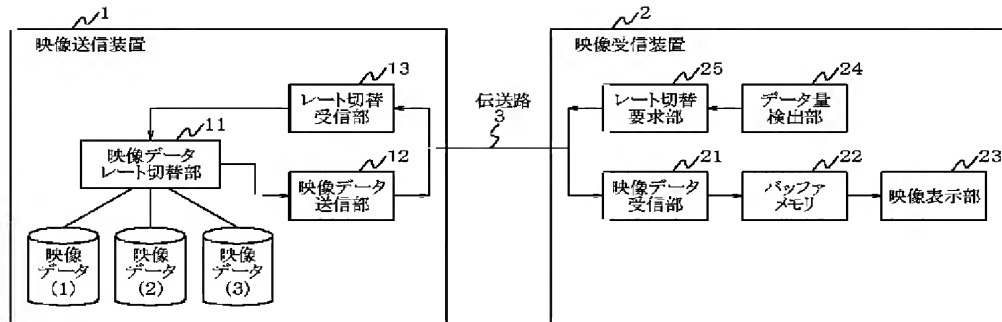 1
映像送信装置
13
レート切替
受信部
11
映像データ
レート切替部
12
映像データ
送信部
映像
データ
(1)
映像
データ
(2)
映像
データ
(3)
伝送路
3
2
映像受信装置
25
レート切替
要求部
24
データ量
検出部
21
映像データ
受信部
22
バッファ
メモリ
23
映像表示部